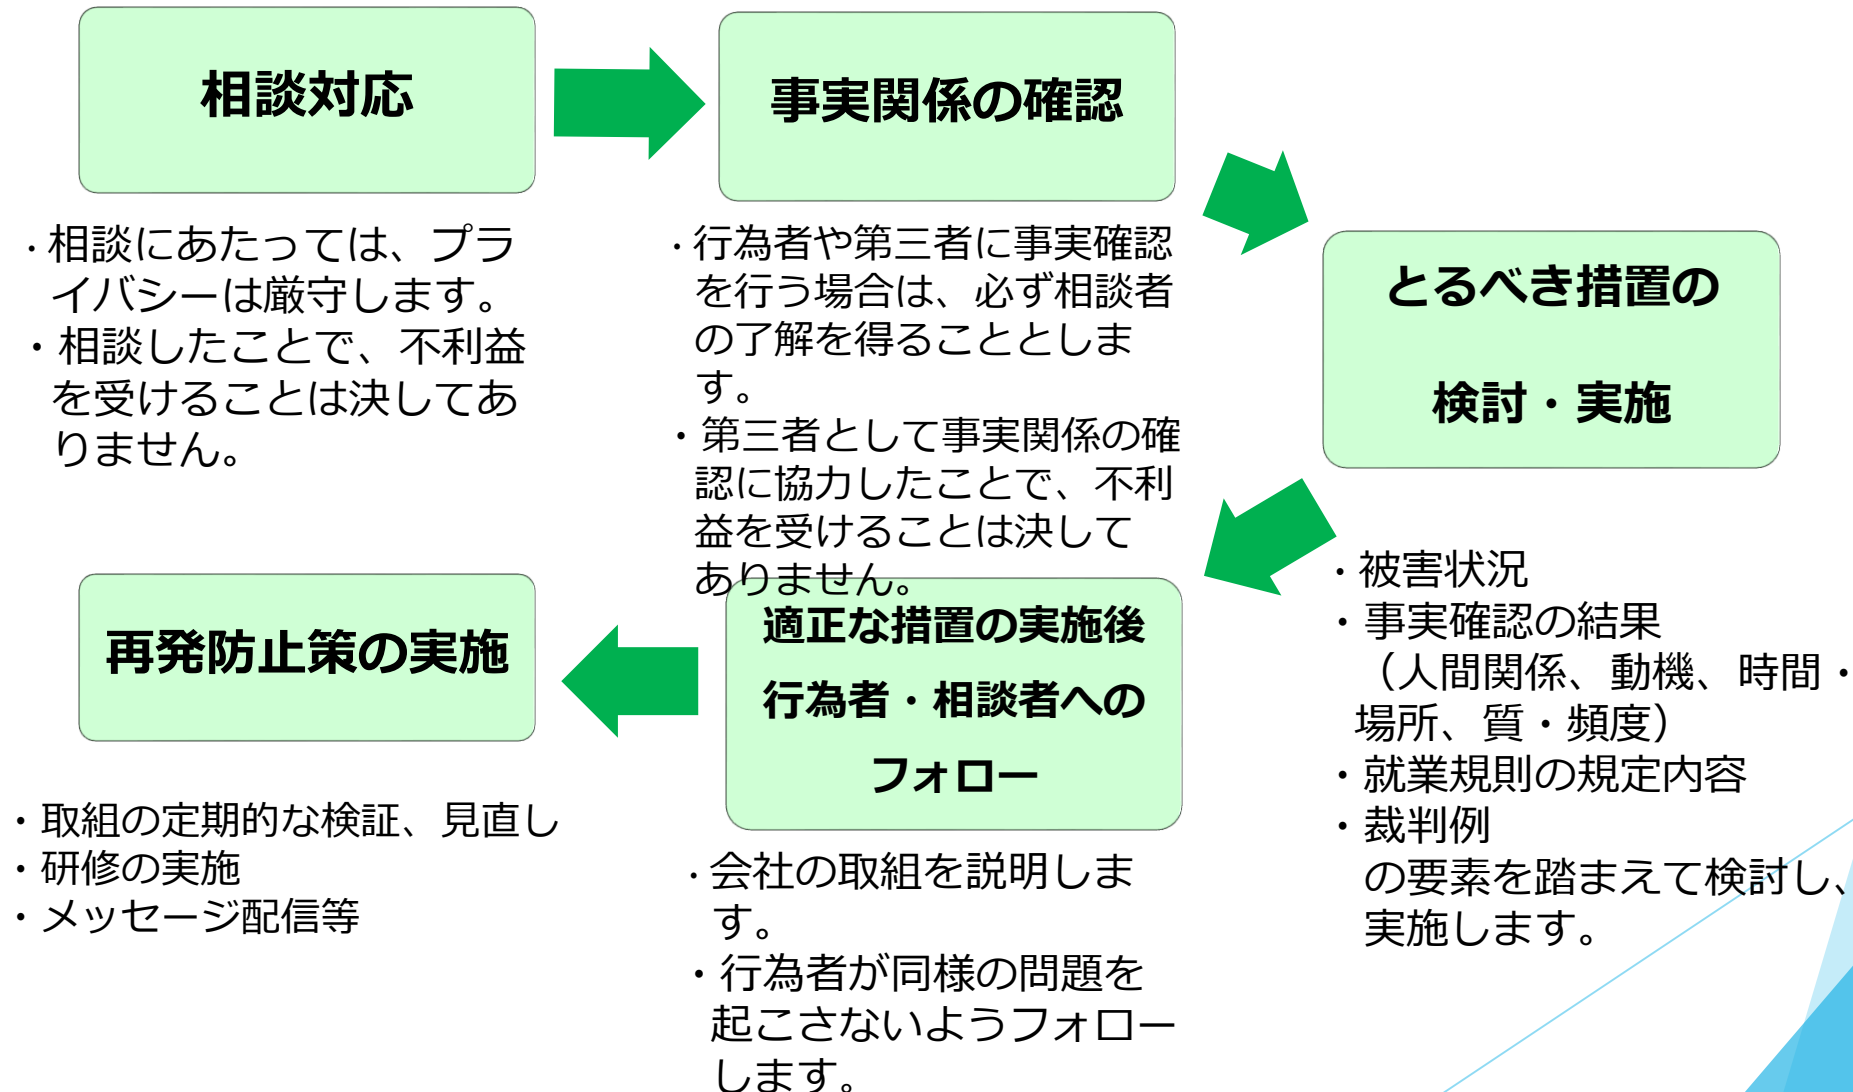 相談対応
・相談にあたっては、プラ
イバシーは厳守します。
・相談したことで、不利益
を受けることは決してあ
りません。
事実関係の確認
・行為者や第三者に事実確認
を行う場合は、必ず相談者
の了解を得ることとしま
す。
・第三者として事実関係の確
認に協力したことで、不利
益を受けることは決して
ありません。
とるべき措置の
検討・実施
・被害状況
・事実確認の結果
（人間関係、動機、時間・
場所、質・頻度）
・就業規則の規定内容
・裁判例
の要素を踏まえて検討し、
実施します。
適正な措置の実施後
行為者・相談者への
フォロー
・会社の取組を説明しま
す。
・行為者が同様の問題を
起こさないようフォロー
します。
再発防止策の実施
・取組の定期的な検証、見直し
・研修の実施
・メッセージ配信等